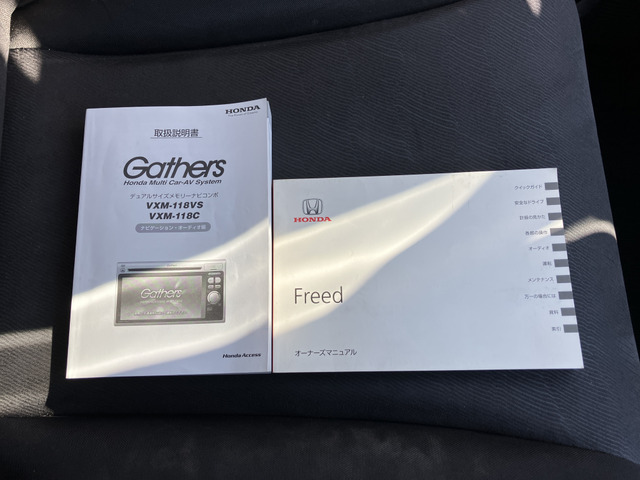 HONDA
取扱説明書
Gathers
Honda Multi Car-AV System
デュアルサイズメモリーナビコンポ
VXM-118VS
VXM-118C
ナビゲーション・オーディオ編
Gathers
Honda Access
HONDA
Freed
オーナーズマニュアル
クイックガイド
安全なドライブ
計器の見かた
各部の操作
オーディオ
運転
メンテナンス
万一の場合には
資料
索引